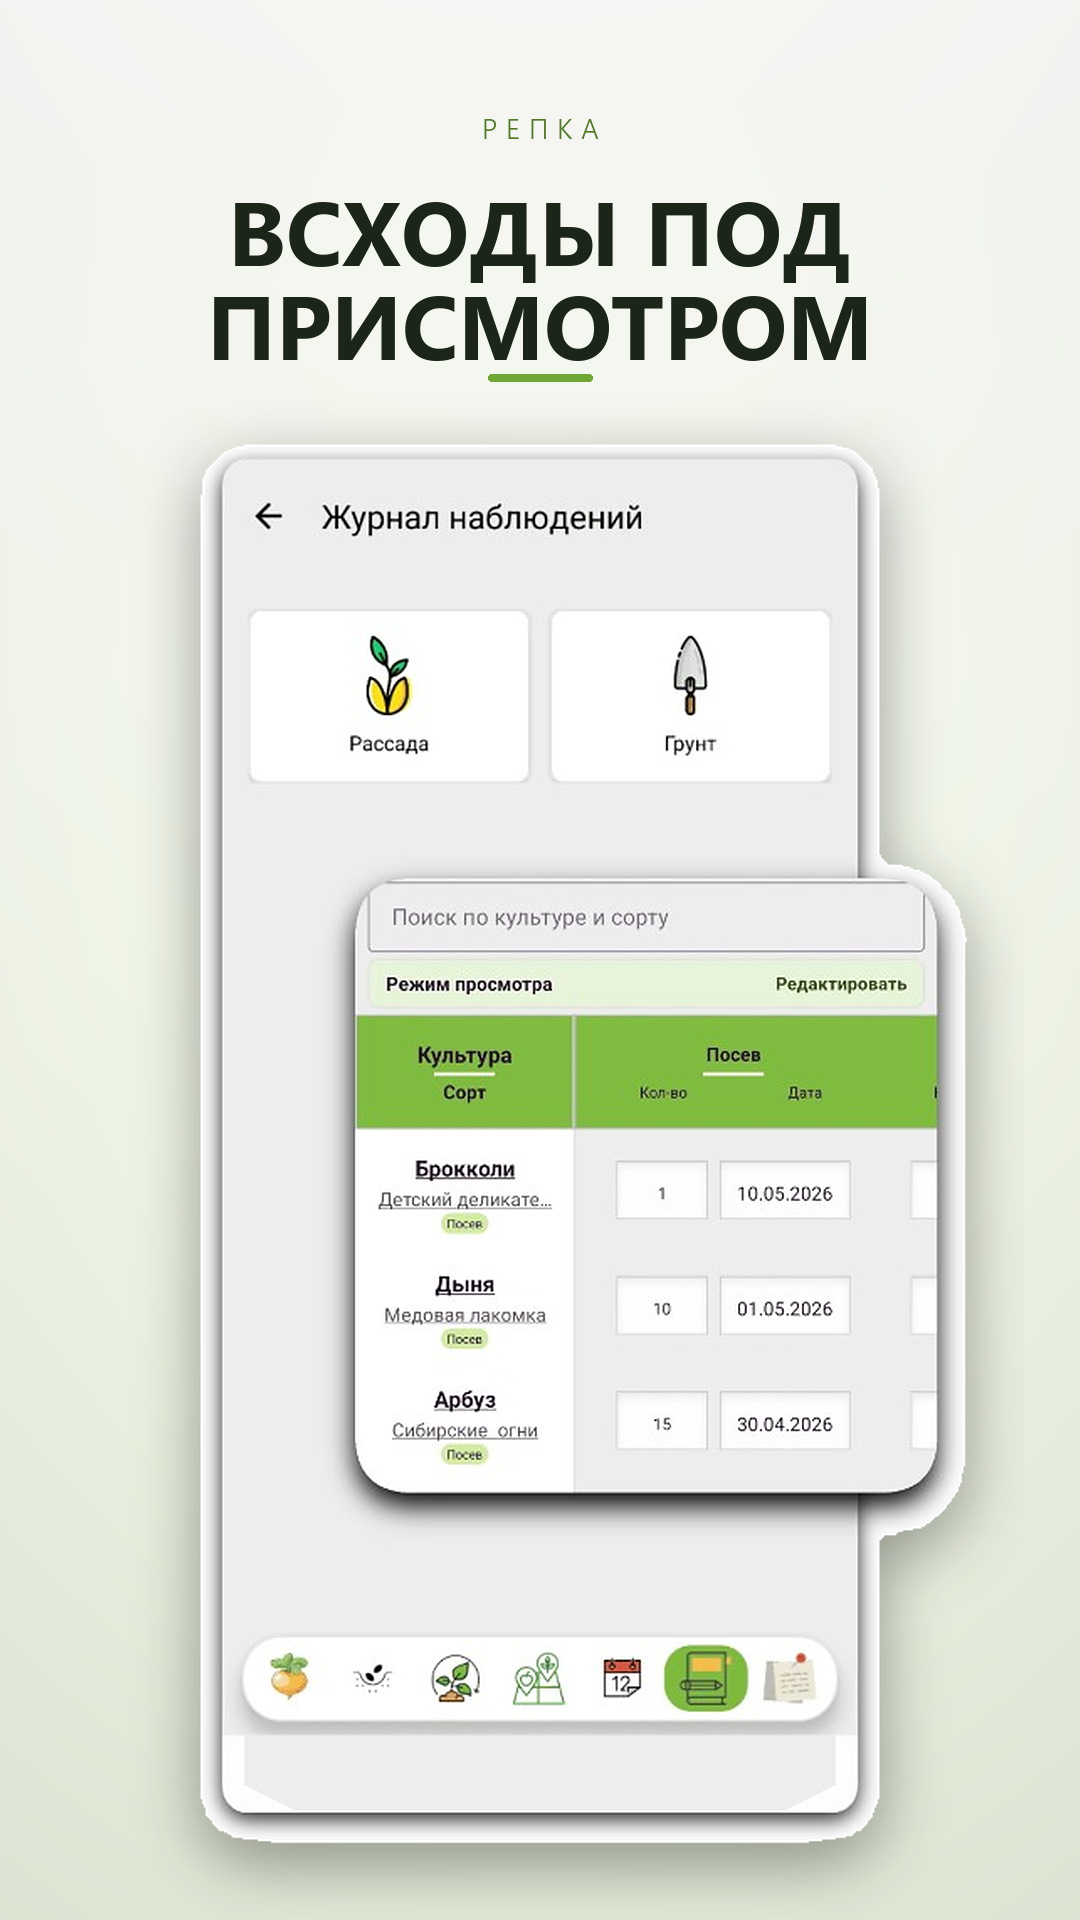 РЕПКА
ВСХОДЫ ПОД
ПРИСМОТРОМ
Журнал наблюдений
Рассада
Грунт
Поиск по культуре и сорту
Режим просмотра
Редактировать
Культура
Сорт
Посев
Кол-во
Дата
Брокколи
Детский деликате...
Посев
1
10.05.2026
Дыня
Медовая лакомка
Посев
10
01.05.2026
Арбуз
Сибирские огни
Посев
15
30.04.2026
12